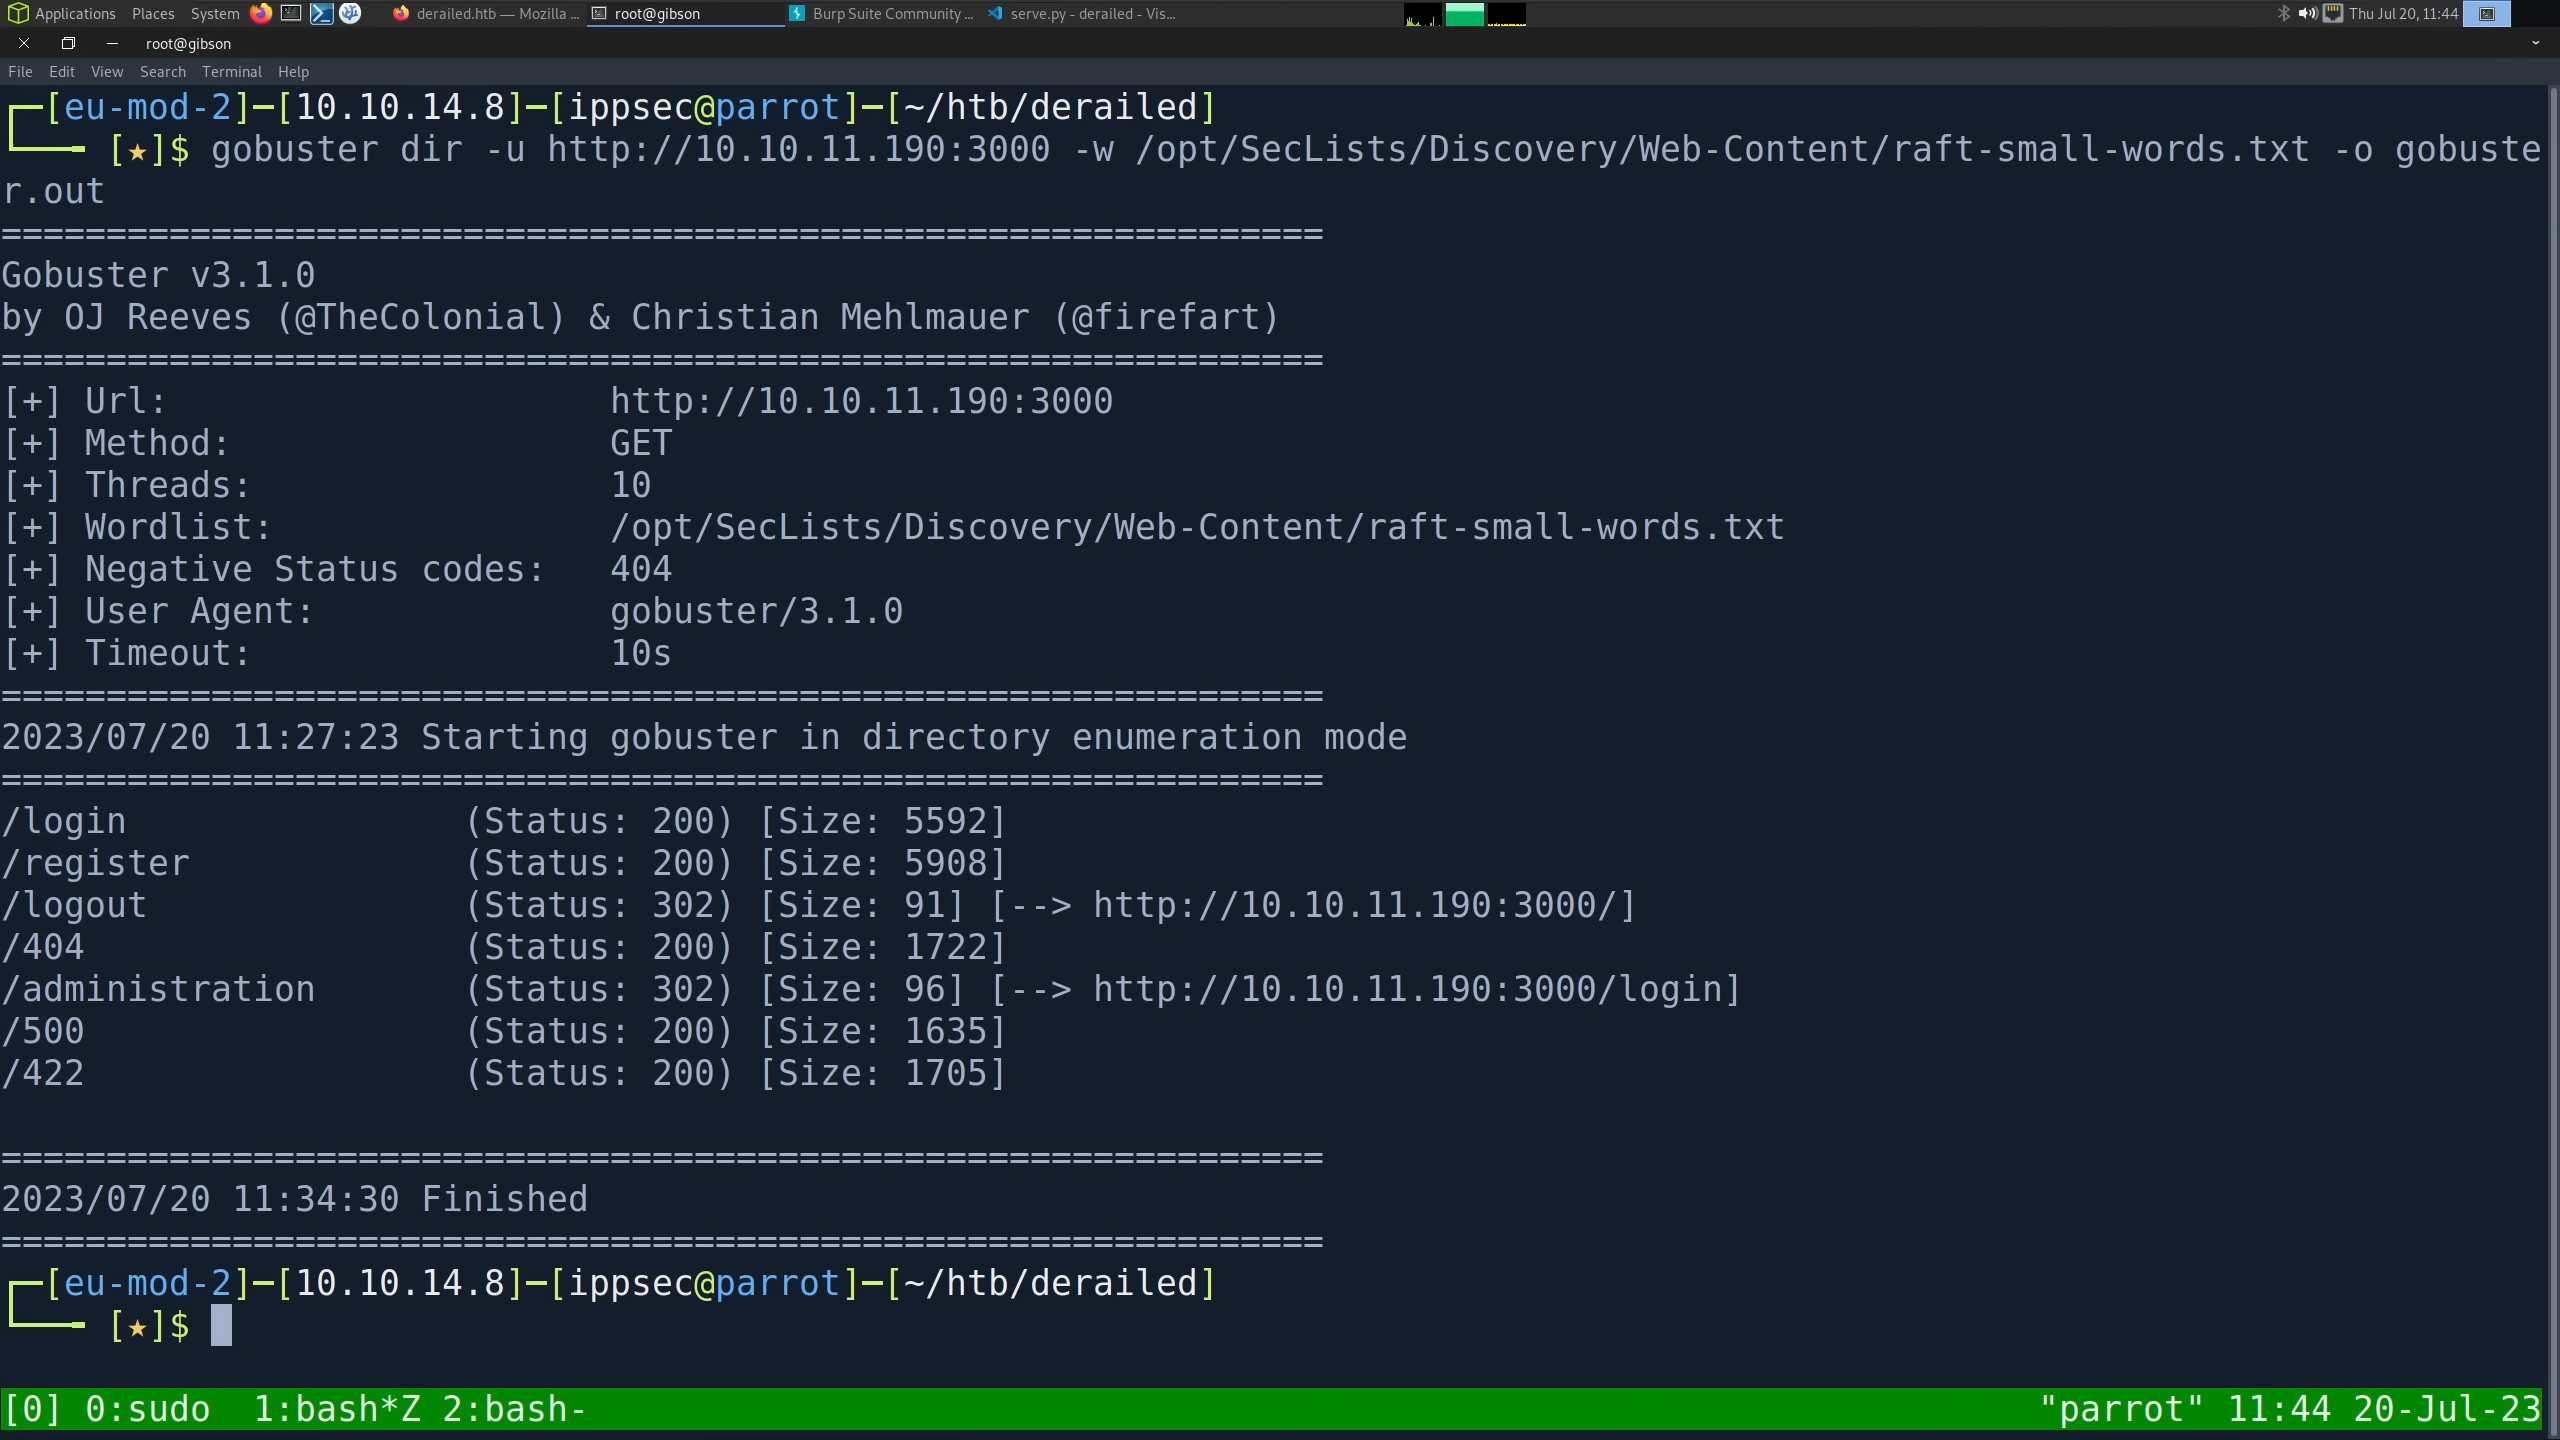 Applications Places System derailed.htb — Mozilla ... root@gibson Burp Suite Community ... serve.py - derailed - Vis... Thu Jul 20, 11:44
root@gibson
File Edit View Search Terminal Help
[eu-mod-2]─[10.10.14.8]─[ippsec@parrot]─[~/htb/derailed]
[★]$ gobuster dir -u http://10.10.11.190:3000 -w /opt/SecLists/Discovery/Web-Content/raft-small-words.txt -o gobuste
r.out
===============================================================
Gobuster v3.1.0
by OJ Reeves (@TheColonial) & Christian Mehlmauer (@firefart)
===============================================================
[+] Url: http://10.10.11.190:3000
[+] Method: GET
[+] Threads: 10
[+] Wordlist: /opt/SecLists/Discovery/Web-Content/raft-small-words.txt
[+] Negative Status codes: 404
[+] User Agent: gobuster/3.1.0
[+] Timeout: 10s
===============================================================
2023/07/20 11:27:23 Starting gobuster in directory enumeration mode
===============================================================
/login (Status: 200) [Size: 5592]
/register (Status: 200) [Size: 5908]
/logout (Status: 302) [Size: 91] [--> http://10.10.11.190:3000/]
/404 (Status: 200) [Size: 1722]
/administration (Status: 302) [Size: 96] [--> http://10.10.11.190:3000/login]
/500 (Status: 200) [Size: 1635]
/422 (Status: 200) [Size: 1705]
===============================================================
2023/07/20 11:34:30 Finished
===============================================================
[eu-mod-2]─[10.10.14.8]─[ippsec@parrot]─[~/htb/derailed]
[★]$
[0] 0:sudo 1:bash*Z 2:bash- "parrot" 11:44 20-Jul-23